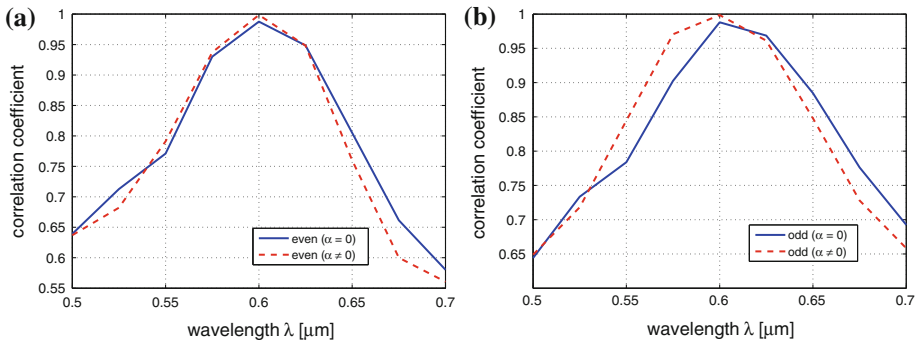 (a)
correlation coefficient
1
0.95
0.9
0.85
0.8
0.75
0.7
0.65
0.6
0.55
0.5 0.55 0.6 0.65 0.7
wavelength λ [μm]
even (α = 0)
even (α ≠ 0)
(b)
correlation coefficient
1
0.95
0.9
0.85
0.8
0.75
0.7
0.65
0.5 0.55 0.6 0.65 0.7
wavelength λ [μm]
odd (α = 0)
odd (α ≠ 0)